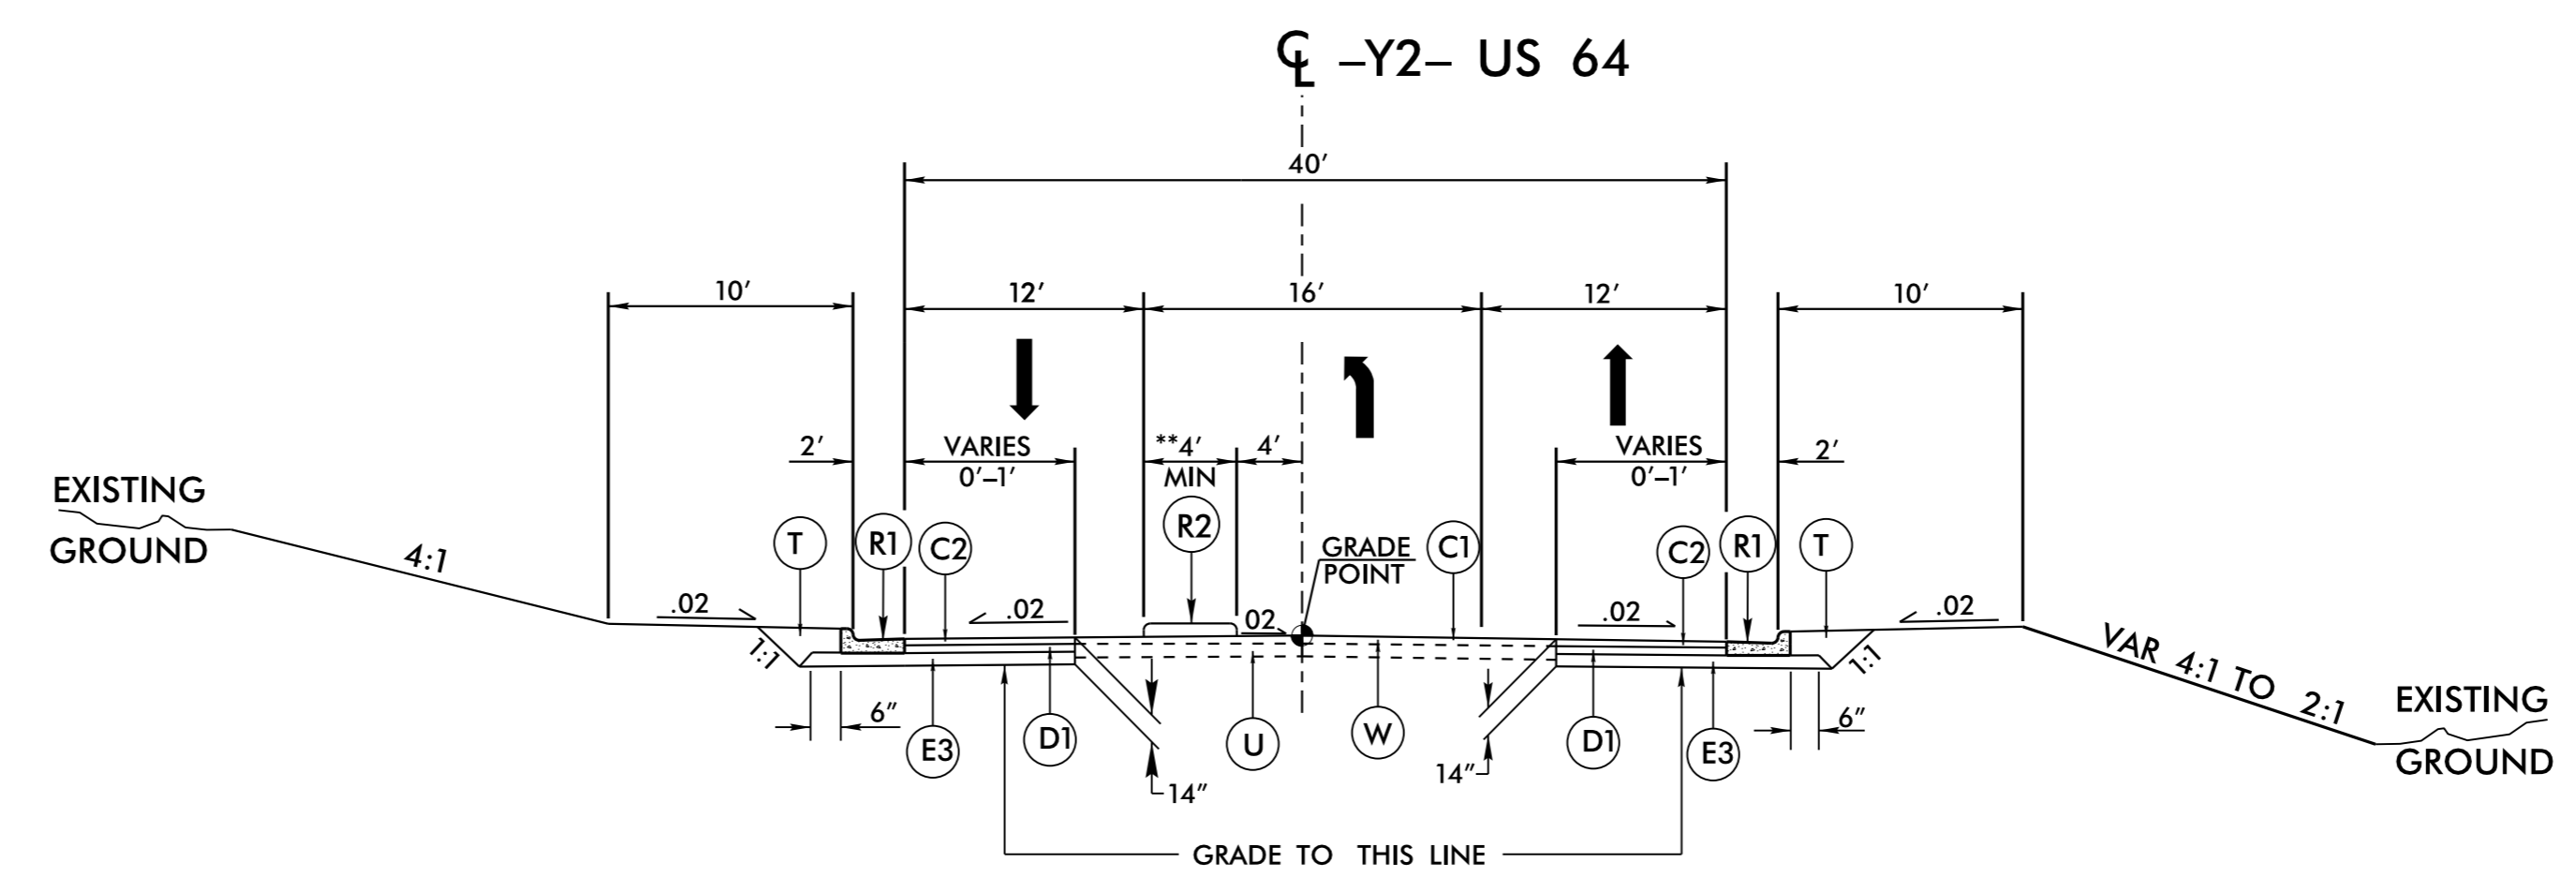 ℄ –Y2– US 64
40'
10'
12'
16'
12'
10'
2'
VARIES
0'–1'
**4'
MIN
4'
VARIES
0'–1'
2'
EXISTING
GROUND
4:1
T
R1
C2
R2
GRADE
POINT
C1
C2
R1
T
.02
.02
02
.02
.02
1:1
1:1
VAR 4:1 TO 2:1
EXISTING
GROUND
6"
E3
D1
U
W
D1
E3
6"
14"
14"
GRADE TO THIS LINE